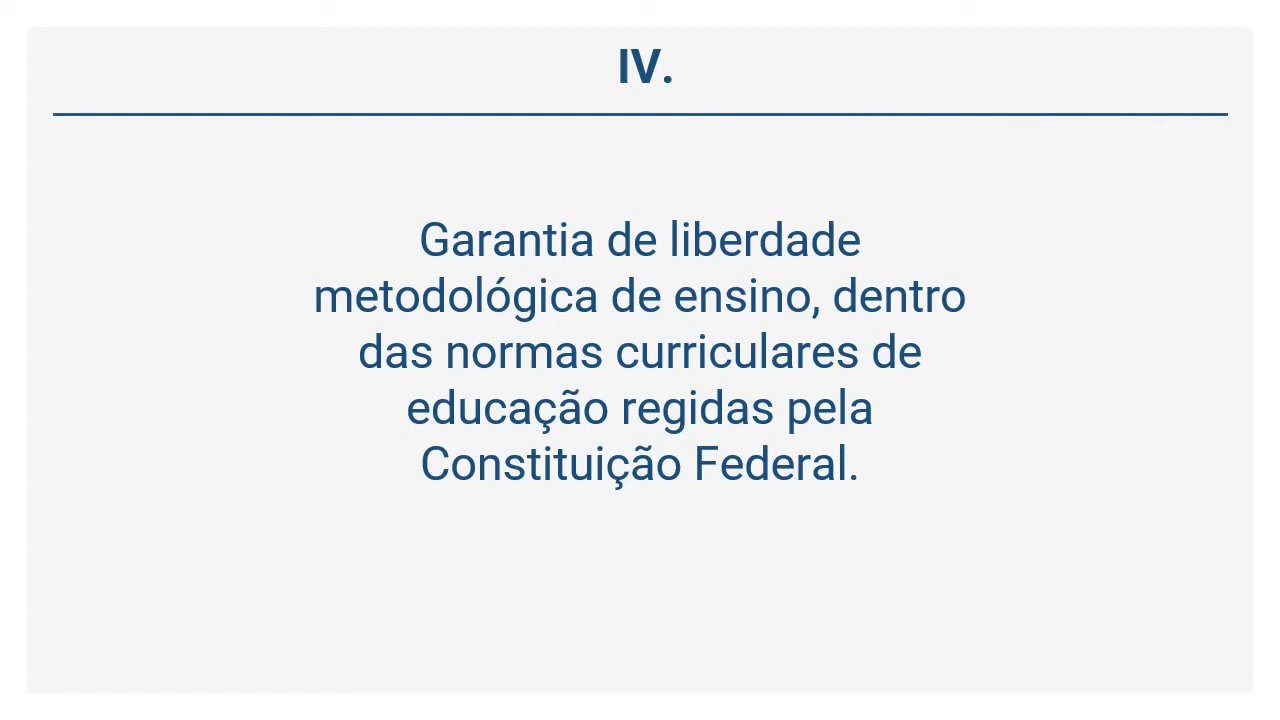 IV.
Garantia de liberdade
metodológica de ensino, dentro
das normas curriculares de
educação regidas pela
Constituição Federal.